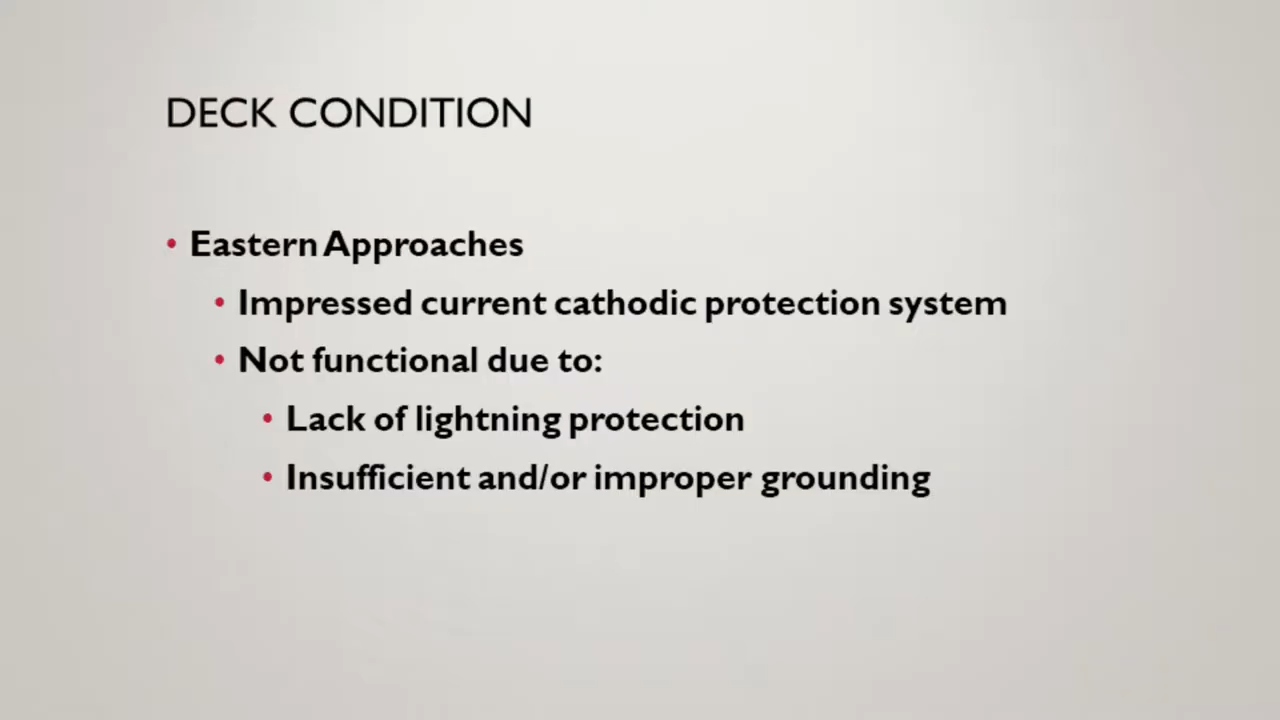 DECK CONDITION
• Eastern Approaches
• Impressed current cathodic protection system
• Not functional due to:
• Lack of lightning protection
• Insufficient and/or improper grounding